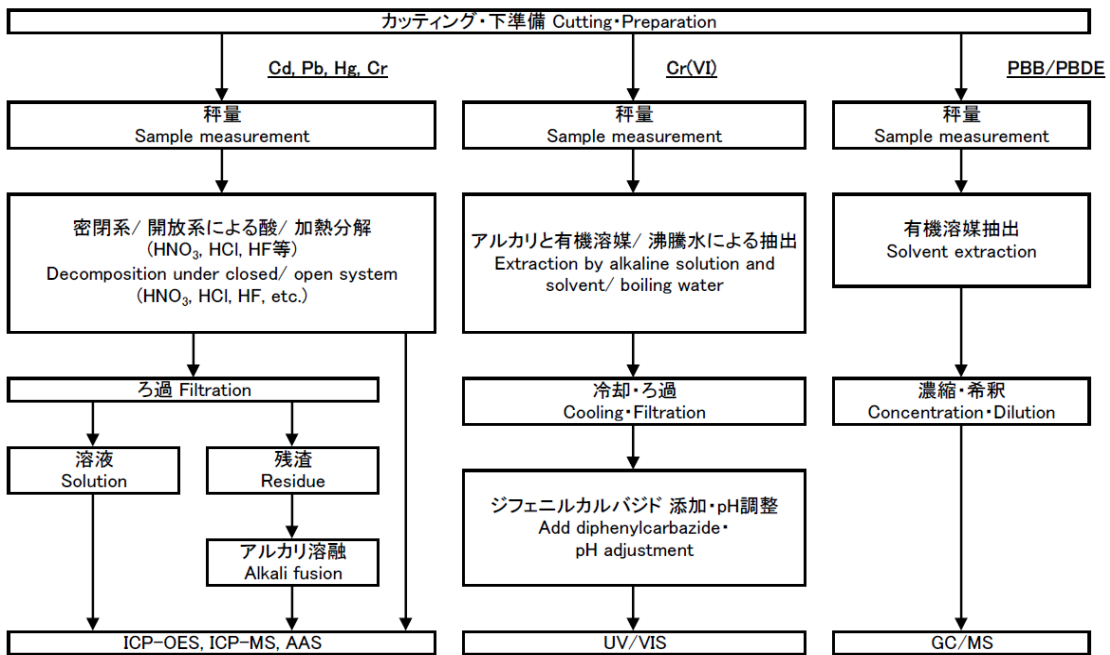 カッティング・下準備 Cutting・Preparation
Cd, Pb, Hg, Cr
秤量
Sample measurement
密閉系/ 開放系による酸/ 加熱分解
(HNO₃, HCl, HF等)
Decomposition under closed/ open system
(HNO₃, HCl, HF, etc.)
ろ過 Filtration
溶液
Solution
残渣
Residue
アルカリ溶融
Alkali fusion
ICP-OES, ICP-MS, AAS
Cr(VI)
秤量
Sample measurement
アルカリと有機溶媒/ 沸騰水による抽出
Extraction by alkaline solution and
solvent/ boiling water
冷却・ろ過
Cooling・Filtration
ジフェニルカルバジド 添加・pH調整
Add diphenylcarbazide・
pH adjustment
UV/VIS
PBB/PBDE
秤量
Sample measurement
有機溶媒抽出
Solvent extraction
濃縮・希釈
Concentration・Dilution
GC/MS